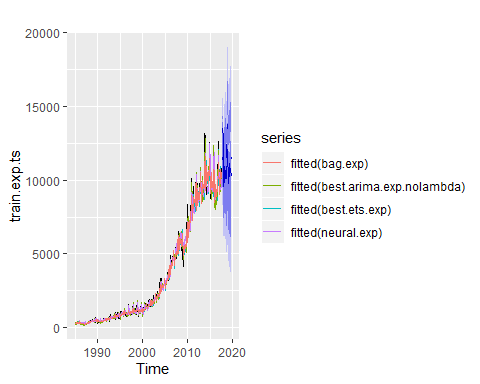 20000
15000
10000
5000
0
train.exp.ts
1990
2000
2010
2020
Time
series
fitted(bag.exp)
fitted(best.arima.exp.nolambda)
fitted(best.ets.exp)
fitted(neural.exp)